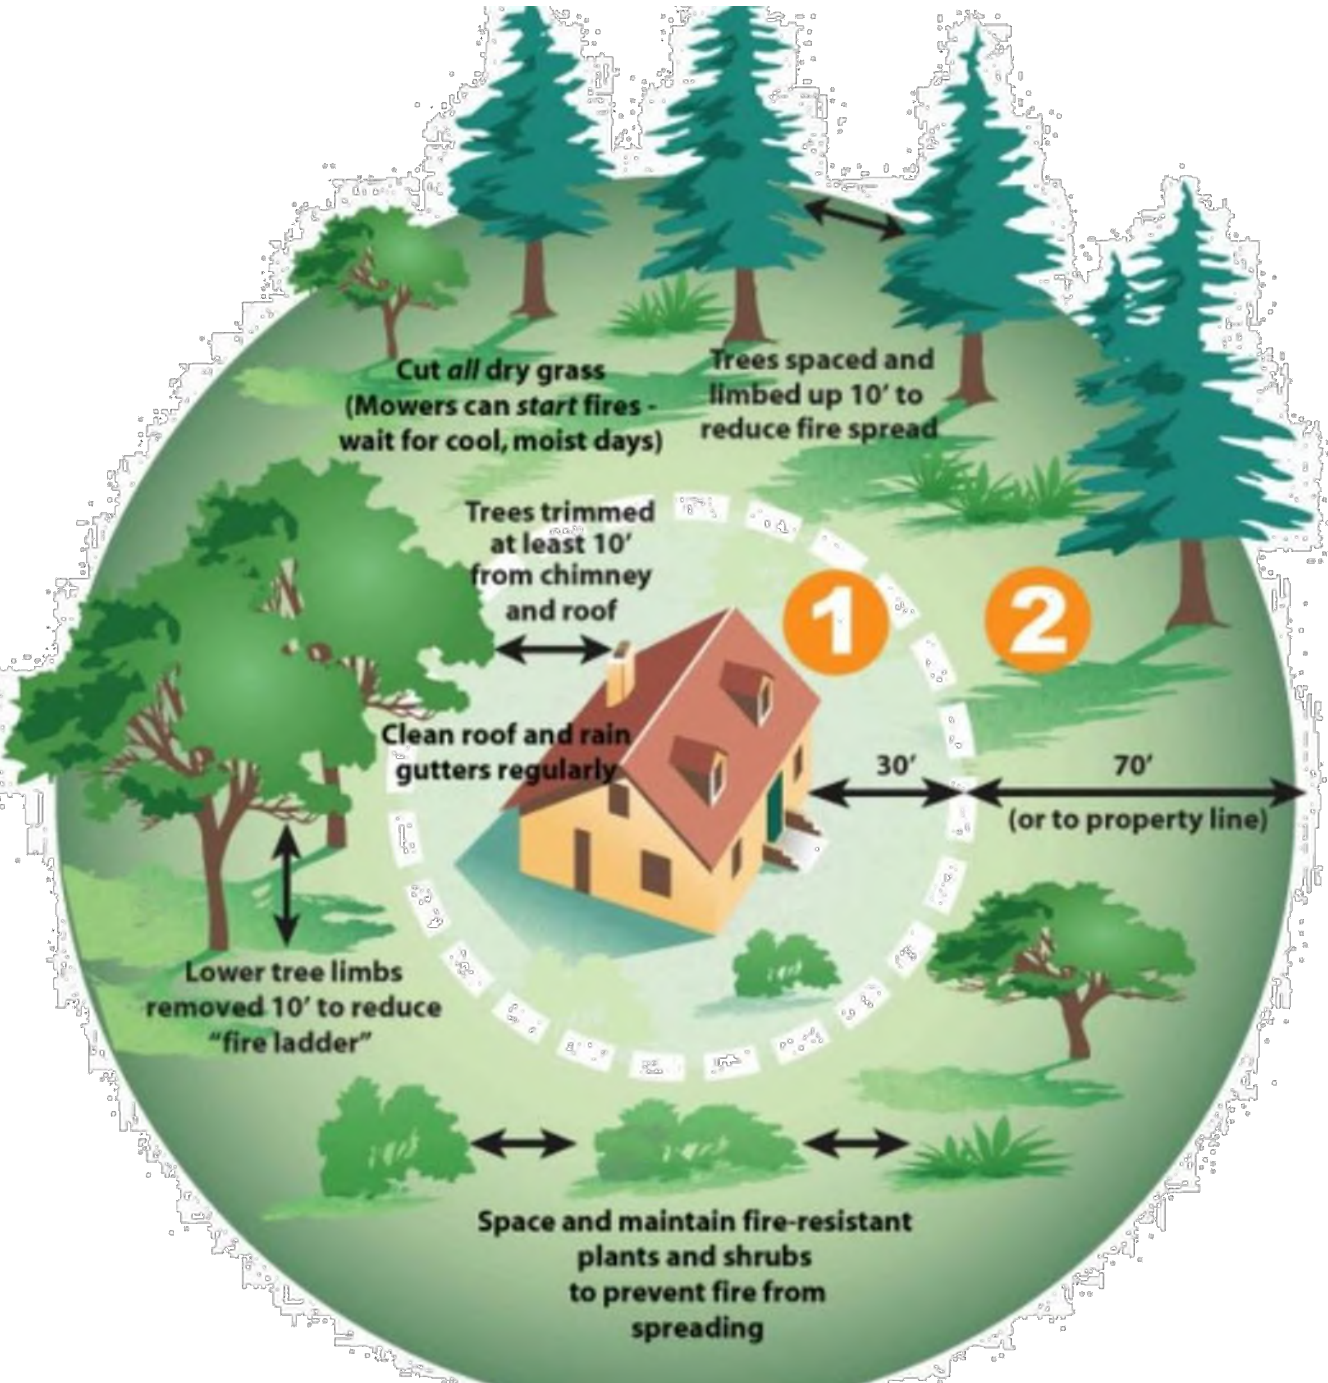 Cut all dry grass
(Mowers can start fires -
wait for cool, moist days)
Trees spaced and
limbed up 10′ to
reduce fire spread
Trees trimmed
at least 10′
from chimney
and roof
1
2
Clean roof and rain
gutters regularly
30′
70′
(or to property line)
Lower tree limbs
removed 10′ to reduce
“fire ladder”
Space and maintain fire-resistant
plants and shrubs
to prevent fire from
spreading